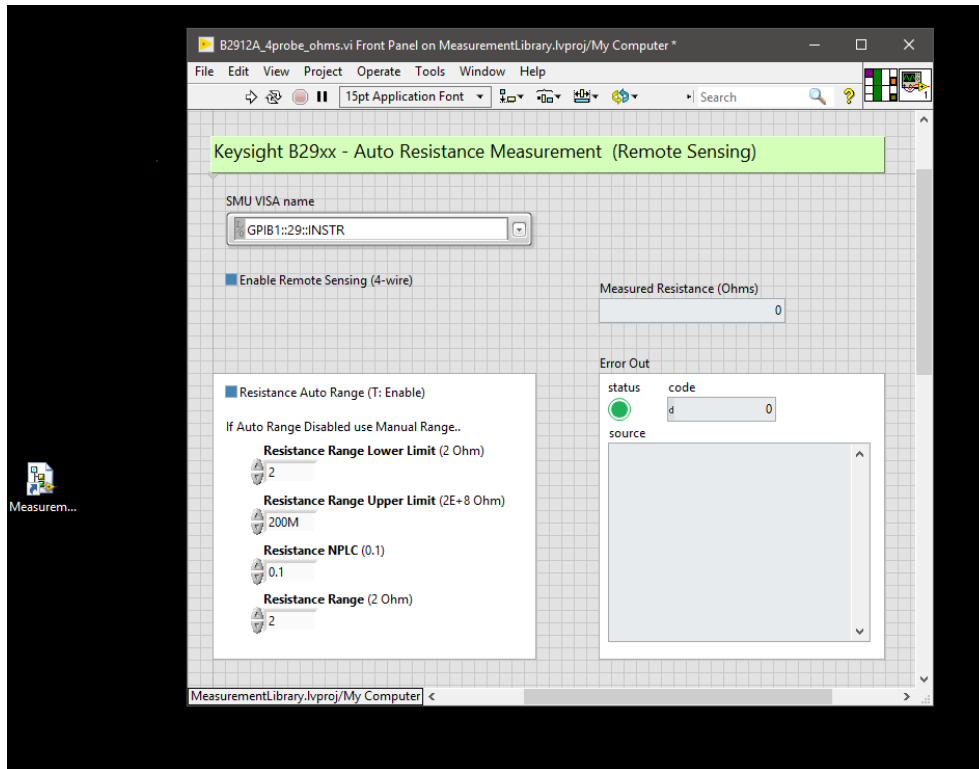 B2912A_4probe_ohms.vi Front Panel on MeasurementLibrary.lvproj/My Computer *
File Edit View Project Operate Tools Window Help
15pt Application Font
Search
1
Keysight B29xx - Auto Resistance Measurement (Remote Sensing)
SMU VISA name
I/O GPIB1::29::INSTR
Enable Remote Sensing (4-wire)
Measured Resistance (Ohms)
0
Resistance Auto Range (T: Enable)
If Auto Range Disabled use Manual Range..
Resistance Range Lower Limit (2 Ohm)
2
Resistance Range Upper Limit (2E+8 Ohm)
200M
Resistance NPLC (0.1)
0.1
Resistance Range (2 Ohm)
2
Error Out
status code
d 0
source
Measurem...
MeasurementLibrary.lvproj/My Computer